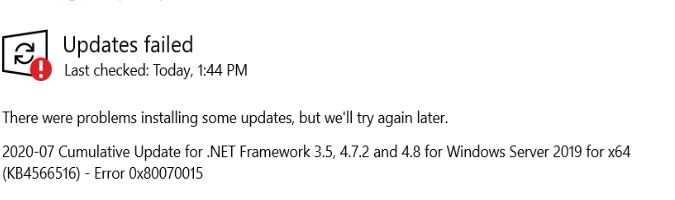 Updates failed
Last checked: Today, 1:44 PM
There were problems installing some updates, but we'll try again later.
2020-07 Cumulative Update for .NET Framework 3.5, 4.7.2 and 4.8 for Windows Server 2019 for x64
(KB4566516) - Error 0x80070015